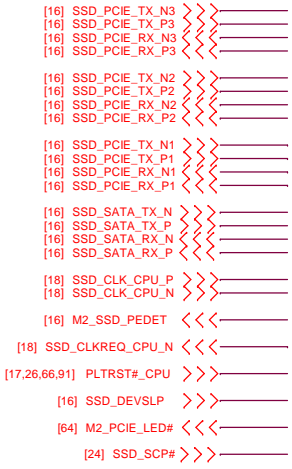 [16] SSD_PCIE_TX_N3
[16] SSD_PCIE_TX_P3
[16] SSD_PCIE_RX_N3
[16] SSD_PCIE_RX_P3
[16] SSD_PCIE_TX_N2
[16] SSD_PCIE_TX_P2
[16] SSD_PCIE_RX_N2
[16] SSD_PCIE_RX_P2
[16] SSD_PCIE_TX_N1
[16] SSD_PCIE_TX_P1
[16] SSD_PCIE_RX_N1
[16] SSD_PCIE_RX_P1
[16] SSD_SATA_TX_N
[16] SSD_SATA_TX_P
[16] SSD_SATA_RX_N
[16] SSD_SATA_RX_P
[18] SSD_CLK_CPU_P
[18] SSD_CLK_CPU_N
[16] M2_SSD_PEDET
[18] SSD_CLKREQ_CPU_N
[17,26,66,91] PLTRST#_CPU
[16] SSD_DEVSLP
[64] M2_PCIE_LED#
[24] SSD_SCP#